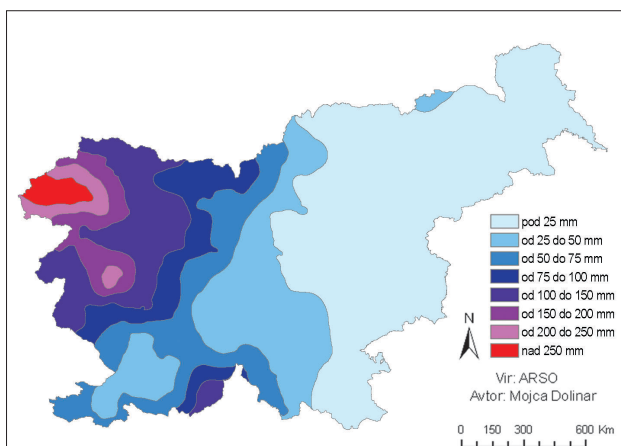 pod 25 mm
od 25 do 50 mm
od 50 do 75 mm
od 75 do 100 mm
od 100 do 150 mm
od 150 do 200 mm
od 200 do 250 mm
nad 250 mm
N
Vir: ARSO
Avtor: Mojca Dolinar
0 150 300 450 600 Km